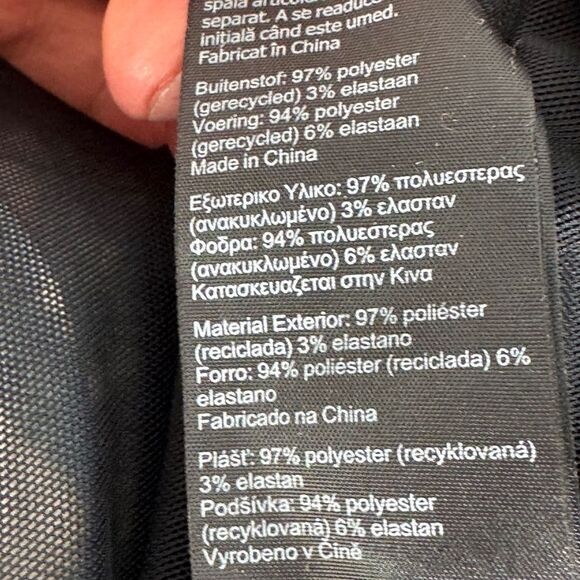 spală articolul
separat. A se readuce
inițială când este umed.
Fabricat în China
Buitenstof: 97% polyester
(gerecycled) 3% elastaan
Voering: 94% polyester
(gerecycled) 6% elastaan
Made in China
Εξωτερικο Υλικο: 97% πολυεστερας
(ανακυκλωμένο) 3% ελασταν
Φοδρα: 94% πολυεστερας
(ανακυκλωμένο) 6% ελασταν
Κατασκευαζεται στην Κινα
Material Exterior: 97% poliéster
(reciclada) 3% elastano
Forro: 94% poliéster (reciclada) 6%
elastano
Fabricado na China
Plášť: 97% polyester (recyklovaná)
3% elastan
Podšívka: 94% polyester
(recyklovaná) 6% elastan
Vyrobeno v Číně